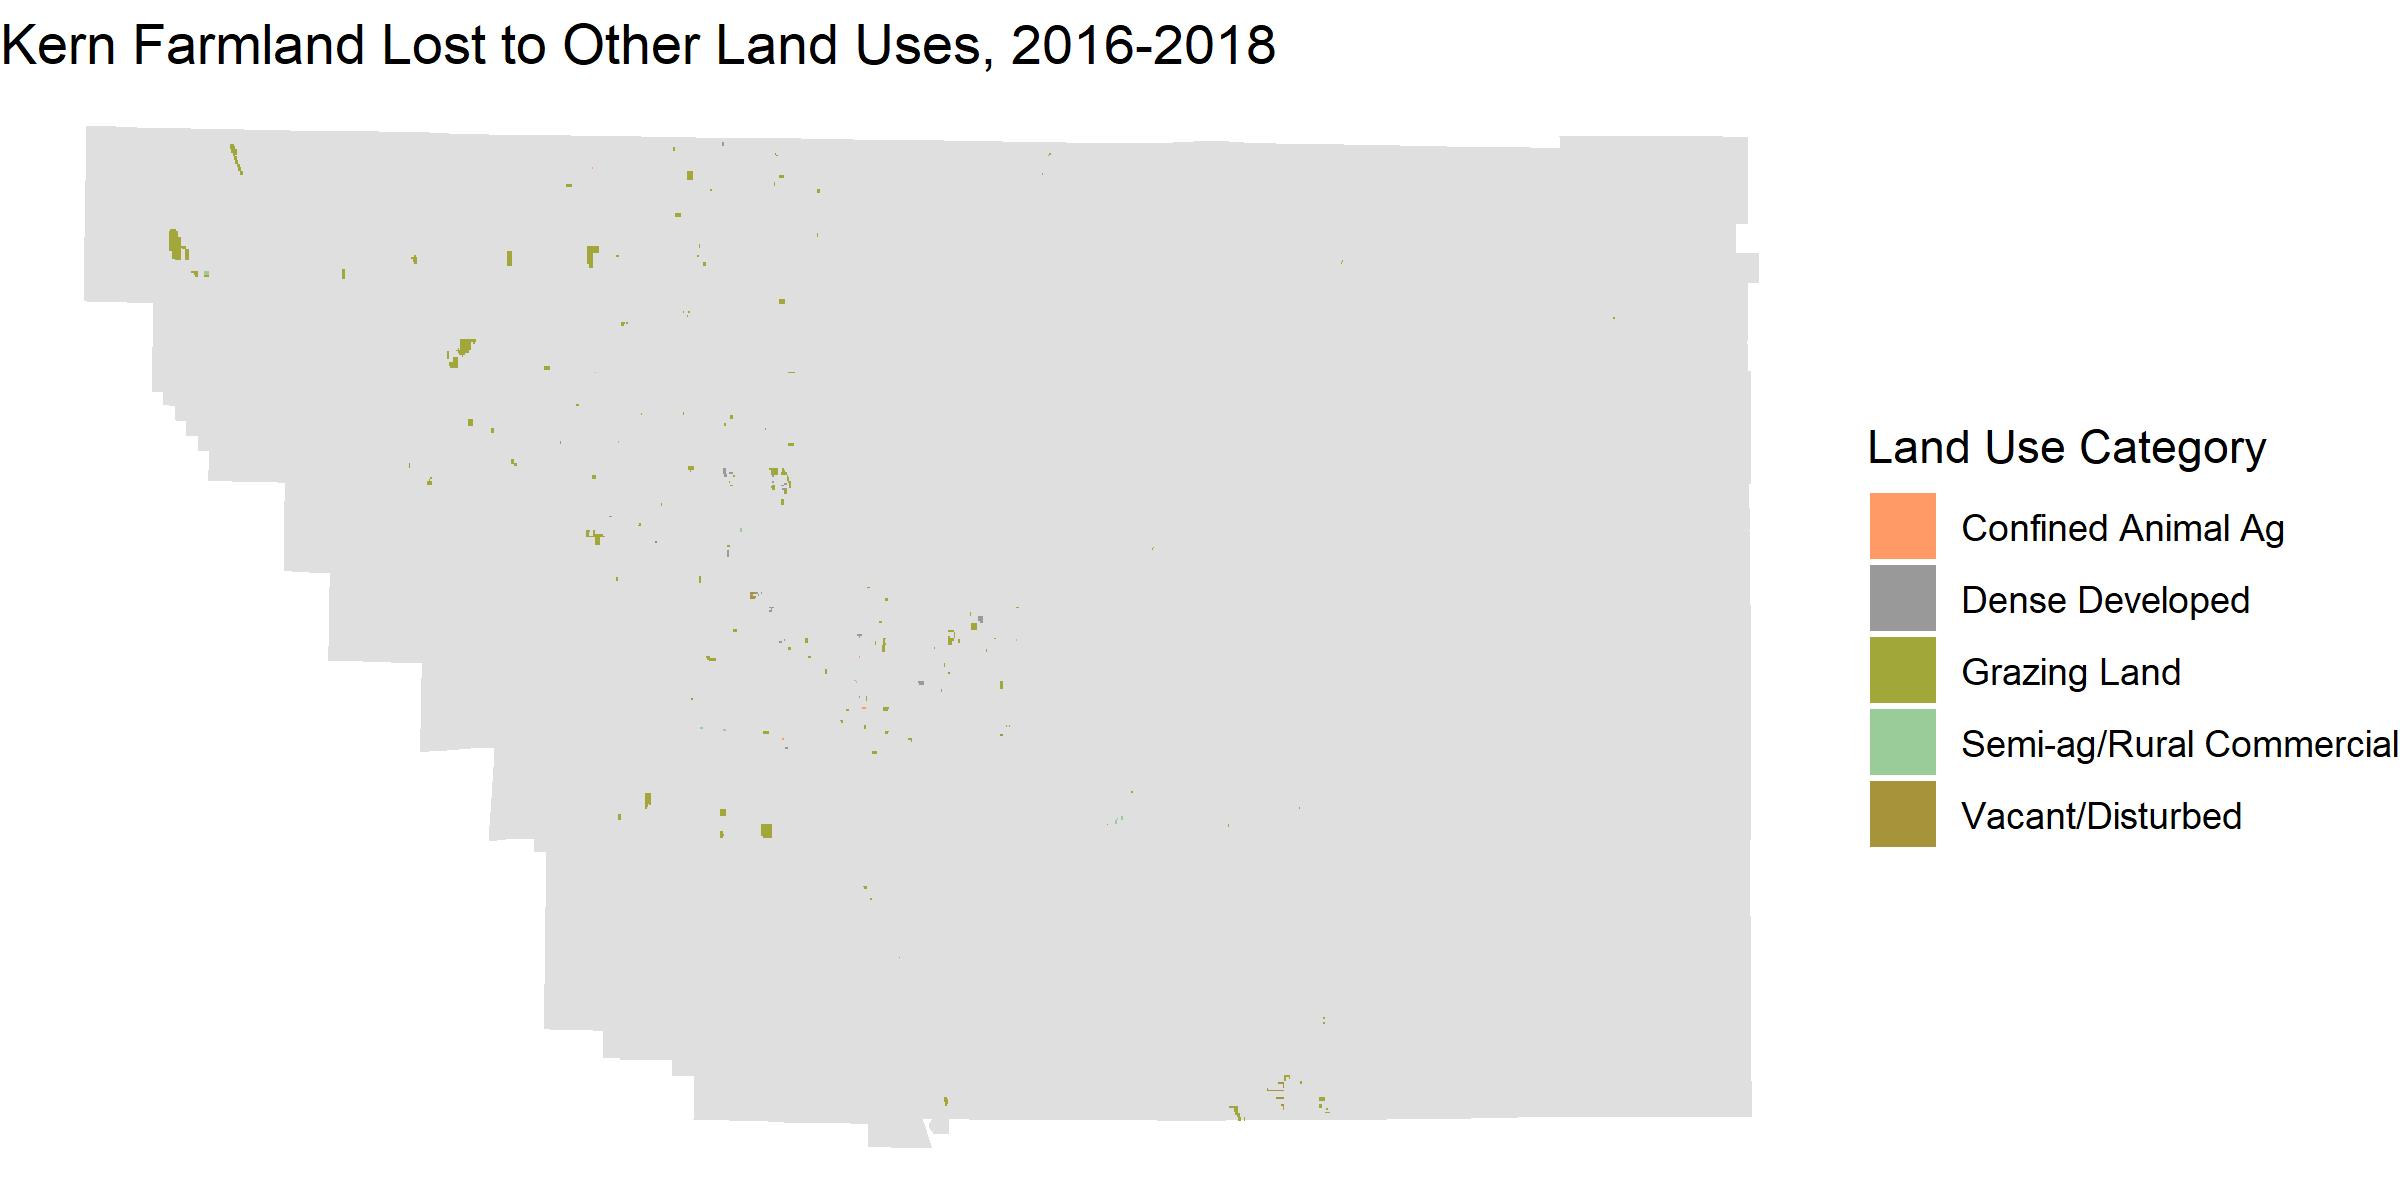 Kern Farmland Lost to Other Land Uses, 2016-2018
Land Use Category
Confined Animal Ag
Dense Developed
Grazing Land
Semi-ag/Rural Commercial
Vacant/Disturbed